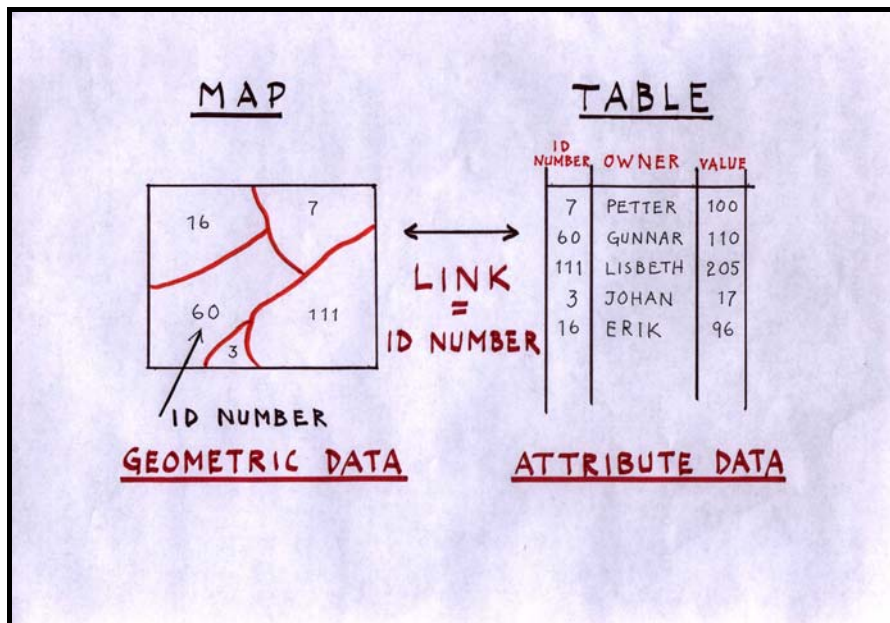 MAP
16
7
60
111
3
ID NUMBER
GEOMETRIC DATA
LINK
=
ID NUMBER
TABLE
ID NUMBER OWNER VALUE
7 PETTER 100
60 GUNNAR 110
111 LISBETH 205
3 JOHAN 17
16 ERIK 96
ATTRIBUTE DATA